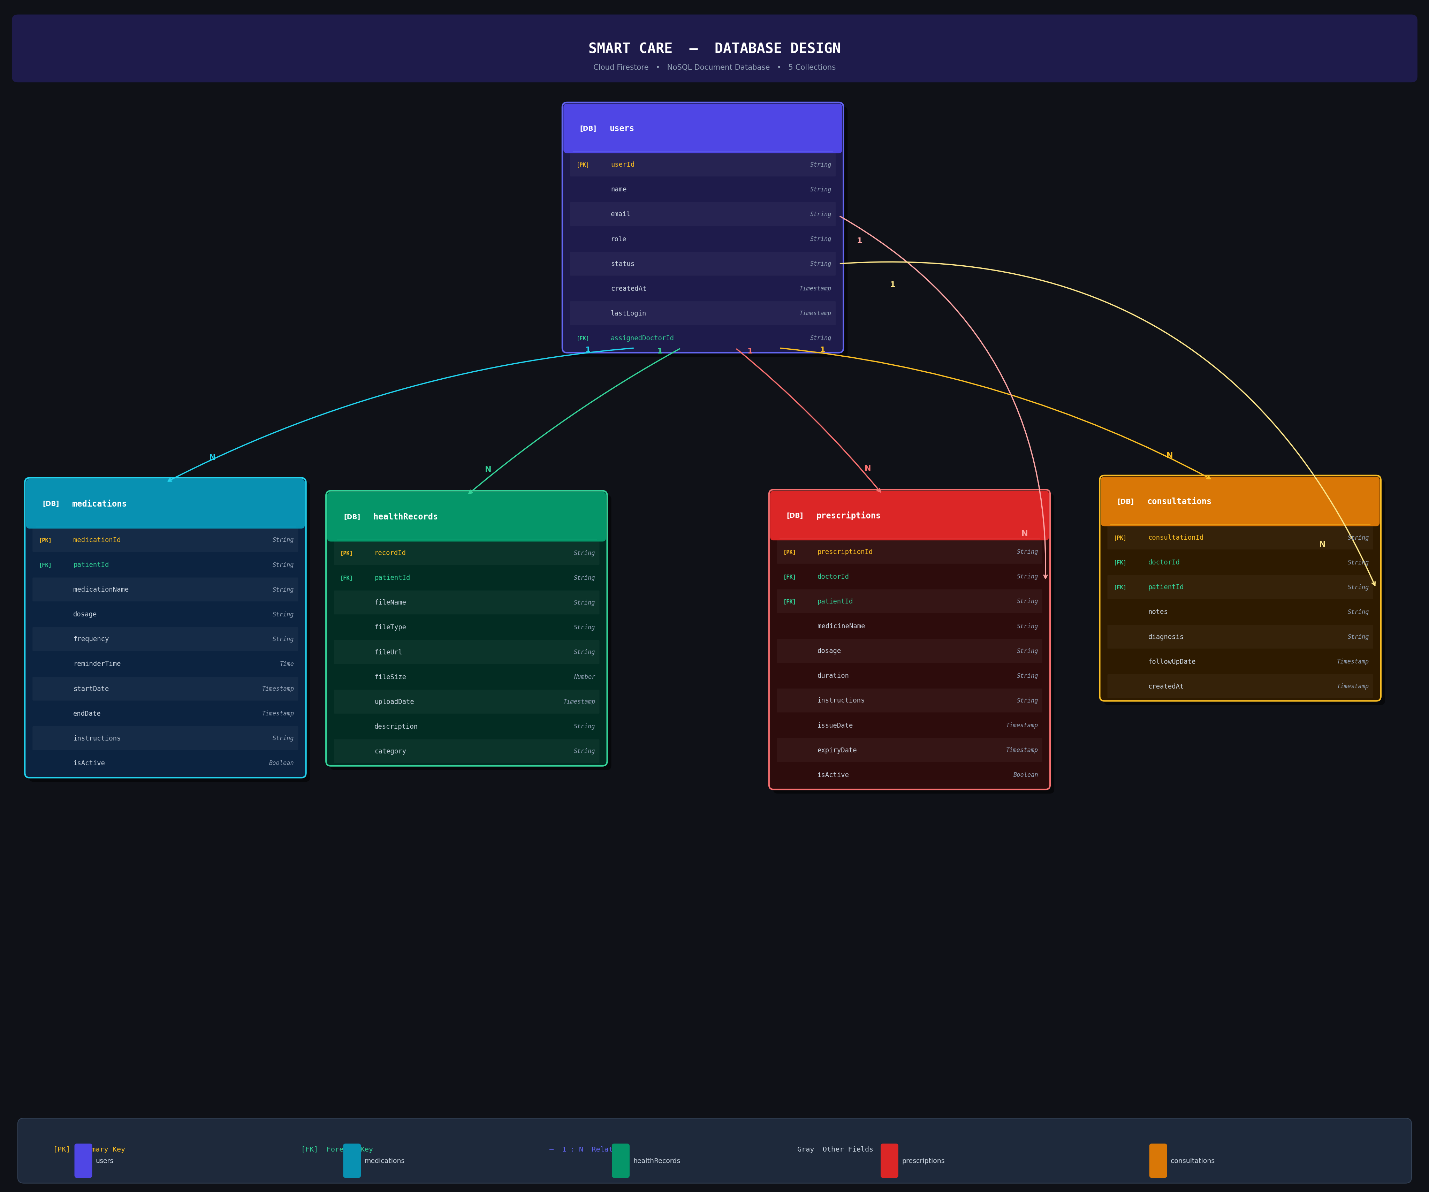 SMART CARE — DATABASE DESIGN
Cloud Firestore • NoSQL Document Database • 5 Collections
[DB] users
[PK] userId String
name String
email String
role String
status String
createdAt Timestamp
lastLogin Timestamp
[FK] assignedDoctorId String
1
1
1
1
1
1
N
N
N
N
N
N
[DB] medications
[PK] medicationId String
[FK] patientId String
medicationName String
dosage String
frequency String
reminderTime Time
startDate Timestamp
endDate Timestamp
instructions String
isActive Boolean
[DB] healthRecords
[PK] recordId String
[FK] patientId String
fileName String
fileType String
fileUrl String
fileSize Number
uploadDate Timestamp
description String
category String
[DB] prescriptions
[PK] prescriptionId String
[FK] doctorId String
[FK] patientId String
medicineName String
dosage String
duration String
instructions String
issueDate Timestamp
expiryDate Timestamp
isActive Boolean
[DB] consultations
[PK] consultationId String
[FK] doctorId String
[FK] patientId String
notes String
diagnosis String
followUpDate Timestamp
createdAt Timestamp
[PK] Key
[FK] Key
— 1 : N
Gray Other Fields
users
medications
healthRecords
prescriptions
consultations